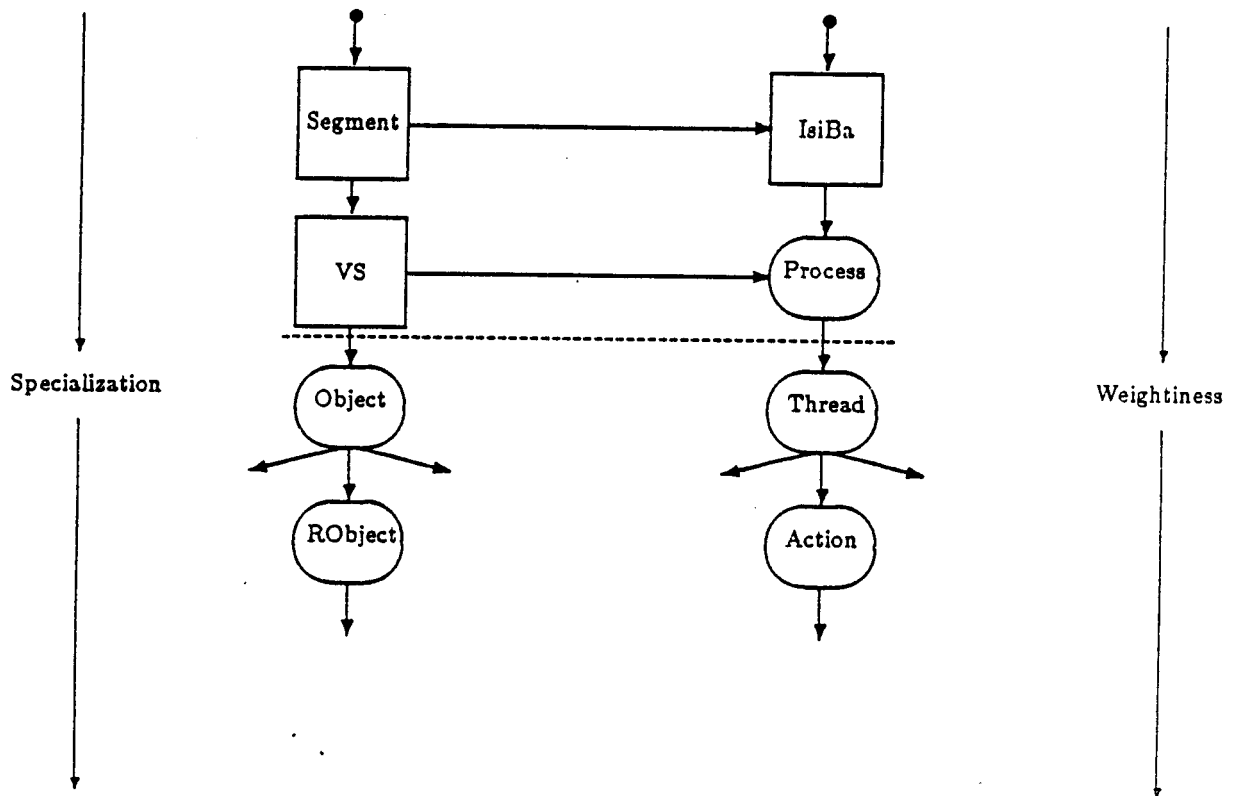 Segment
IsiBa
VS
Process
Specialization
Object
Thread
Weightiness
RObject
Action